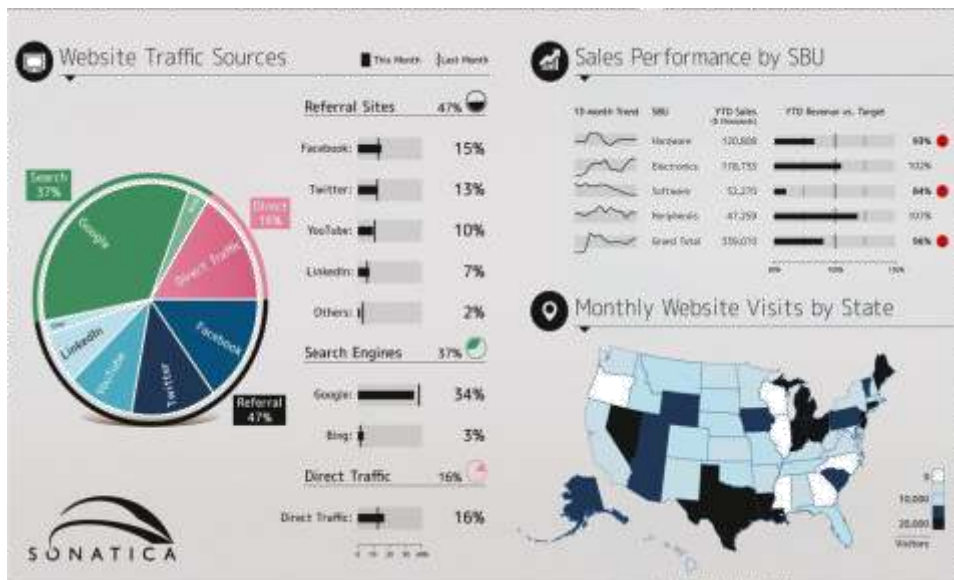 Website Traffic Sources
This Month
Last Month
Referral Sites 47%
Facebook: 15%
Twitter: 13%
YouTube: 10%
LinkedIn: 7%
Others: 2%
Search Engines 37%
Google: 34%
Bing: 3%
Direct Traffic 16%
Direct Traffic: 16%
Search
37%
Direct
16%
Referral
47%
Google
Direct Traffic
Facebook
Twitter
YouTube
LinkedIn
SONATICA
Sales Performance by SBU
Trend SBU YTD Sales YTD Revenue vs. Target
Hardware 93%
Electronics 102%
Software 84%
Peripherals 107%
Grand Total 96%
100% 150%
Monthly Website Visits by State
0
10,000
20,000
Visitors